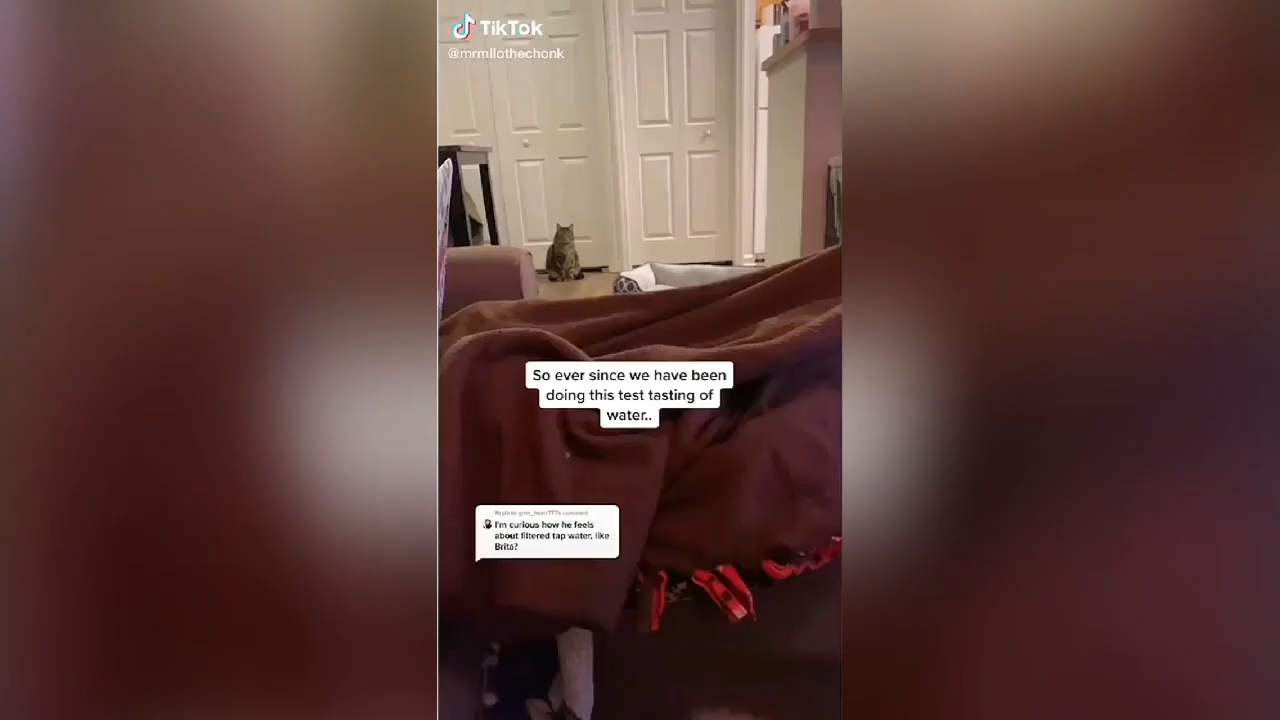 TikTok
@mrmilothechonk
So ever since we have been
doing this test tasting of
water..
I'm curious how he feels
about filtered tap water, like
Brita?